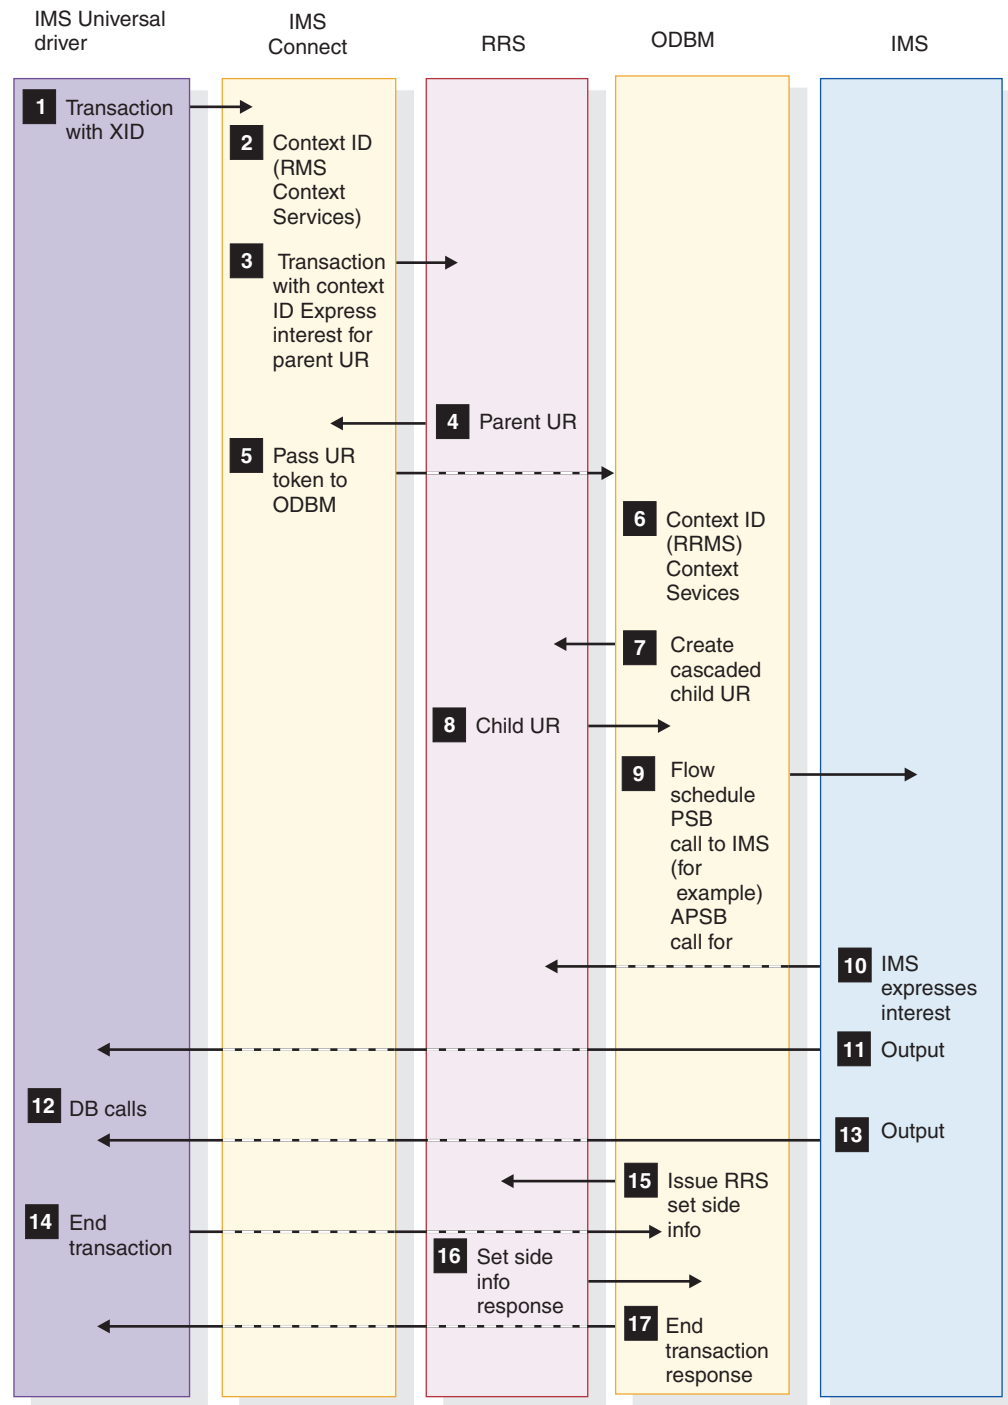 IMS Universal
driver
IMS
Connect
RRS
ODBM
IMS
1 Transaction
with XID
2 Context ID
(RMS
Context
Services)
3 Transaction
with context
ID Express
interest for
parent UR
4 Parent UR
5 Pass UR
token to
ODBM
6 Context ID
(RRMS)
Context
Sevices
7 Create
cascaded
child UR
8 Child UR
9 Flow
schedule
PSB
call to IMS
(for
example)
APSB
call for
10 IMS
expresses
interest
11 Output
12 DB calls
13 Output
15 Issue RRS
set side
info
14 End
transaction
16 Set side
info
response
17 End
transaction
response